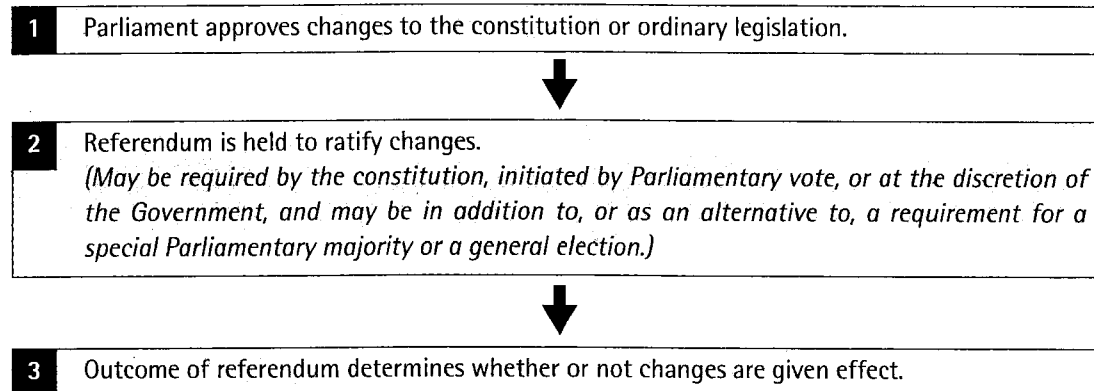 1 Parliament approves changes to the constitution or ordinary legislation.
2 Referendum is held to ratify changes.
(May be required by the constitution, initiated by Parliamentary vote, or at the discretion of
the Government, and may be in addition to, or as an alternative to, a requirement for a
special Parliamentary majority or a general election.)
3 Outcome of referendum determines whether or not changes are given effect.